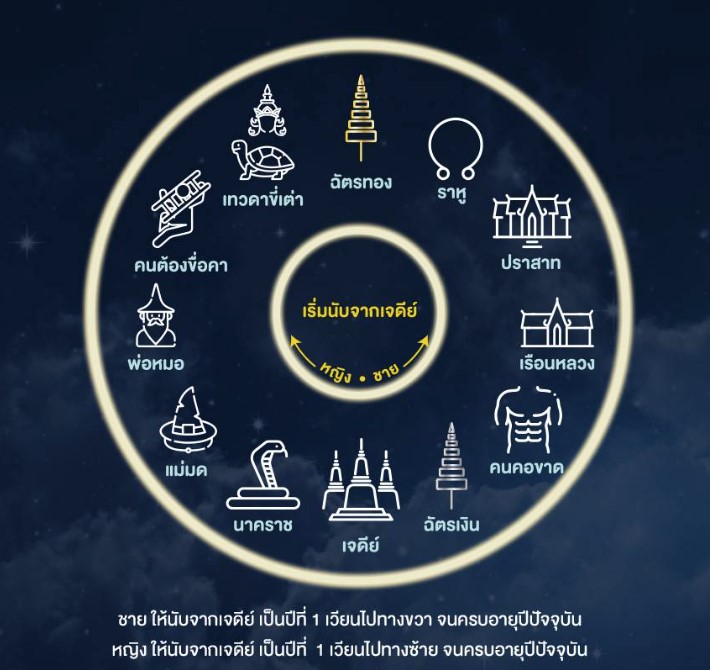 ฉัตรทอง
เทวดาขี่เต่า
ราหู
คนต้องขื่อคา
ปราสาท
เริ่มนับจากเจดีย์
พ่อหมอ
เรือนหลวง
หญิง • ชาย
แม่มด
คนคอขาด
นาคราช
ฉัตรเงิน
เจดีย์
ชาย ให้นับจากเจดีย์ เป็นปีที่ 1 เวียนไปทางขวา จนครบอายุปีปัจจุบัน
หญิง ให้นับจากเจดีย์ เป็นปีที่ 1 เวียนไปทางซ้าย จนครบอายุปีปัจจุบัน